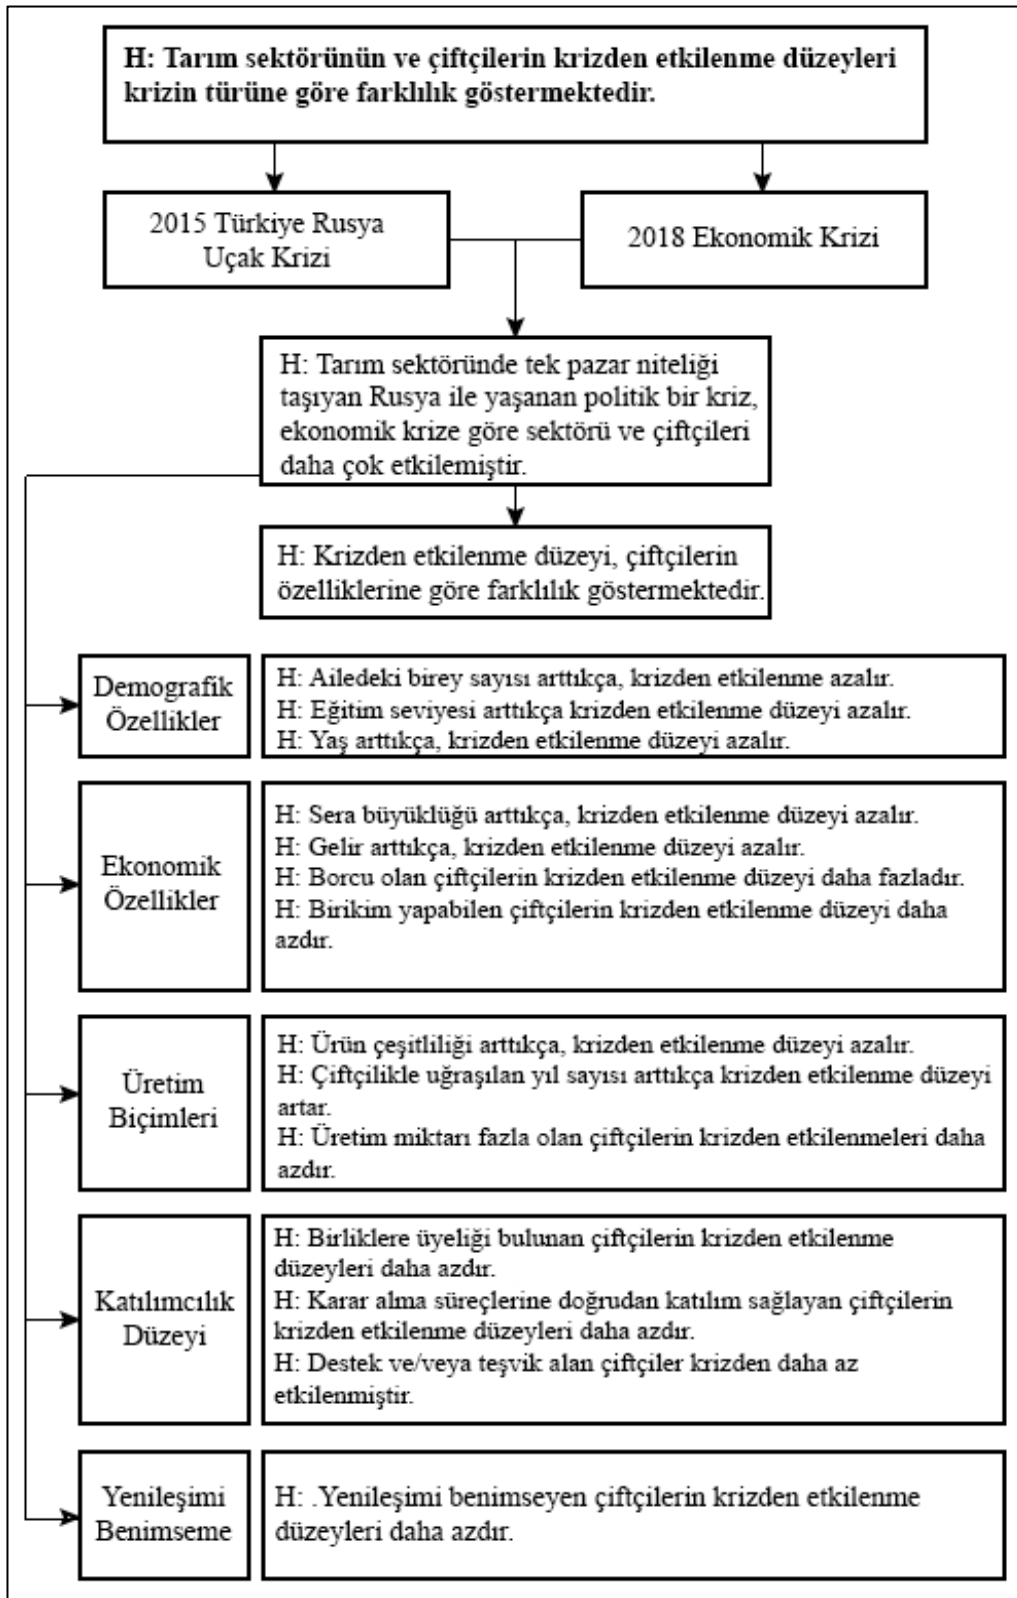 H: Tarım sektörünün ve çiftçilerin krizden etkilenme düzeyleri
krizin türüne göre farklılık göstermektedir.
2015 Türkiye Rusya
Uçak Krizi
2018 Ekonomik Krizi
H: Tarım sektöründe tek pazar niteliği
taşıyan Rusya ile yaşanan politik bir kriz,
ekonomik krize göre sektörü ve çiftçileri
daha çok etkilemiştir.
H: Krizden etkilenme düzeyi, çiftçilerin
özelliklerine göre farklılık göstermektedir.
Demografik
Özellikler
H: Ailedeki birey sayısı arttıkça, krizden etkilenme azalır.
H: Eğitim seviyesi arttıkça krizden etkilenme düzeyi azalır.
H: Yaş arttıkça, krizden etkilenme düzeyi azalır.
Ekonomik
Özellikler
H: Sera büyüklüğü arttıkça, krizden etkilenme düzeyi azalır.
H: Gelir arttıkça, krizden etkilenme düzeyi azalır.
H: Borcu olan çiftçilerin krizden etkilenme düzeyi daha fazladır.
H: Birikim yapabilen çiftçilerin krizden etkilenme düzeyi daha
azdır.
Üretim
Biçimleri
H: Ürün çeşitliliği arttıkça, krizden etkilenme düzeyi azalır.
H: Çiftçilikle uğraşılan yıl sayısı arttıkça krizden etkilenme düzeyi
artar.
H: Üretim miktarı fazla olan çiftçilerin krizden etkilenmeleri daha
azdır.
Katılımcılık
Düzeyi
H: Birliklere üyeliği bulunan çiftçilerin krizden etkilenme
düzeyleri daha azdır.
H: Karar alma süreçlerine doğrudan katılım sağlayan çiftçilerin
krizden etkilenme düzeyleri daha azdır.
H: Destek ve/veya teşvik alan çiftçiler krizden daha az
etkilenmiştir.
Yenileşimi
Benimseme
H: .Yenileşimi benimseyen çiftçilerin krizden etkilenme
düzeyleri daha azdır.